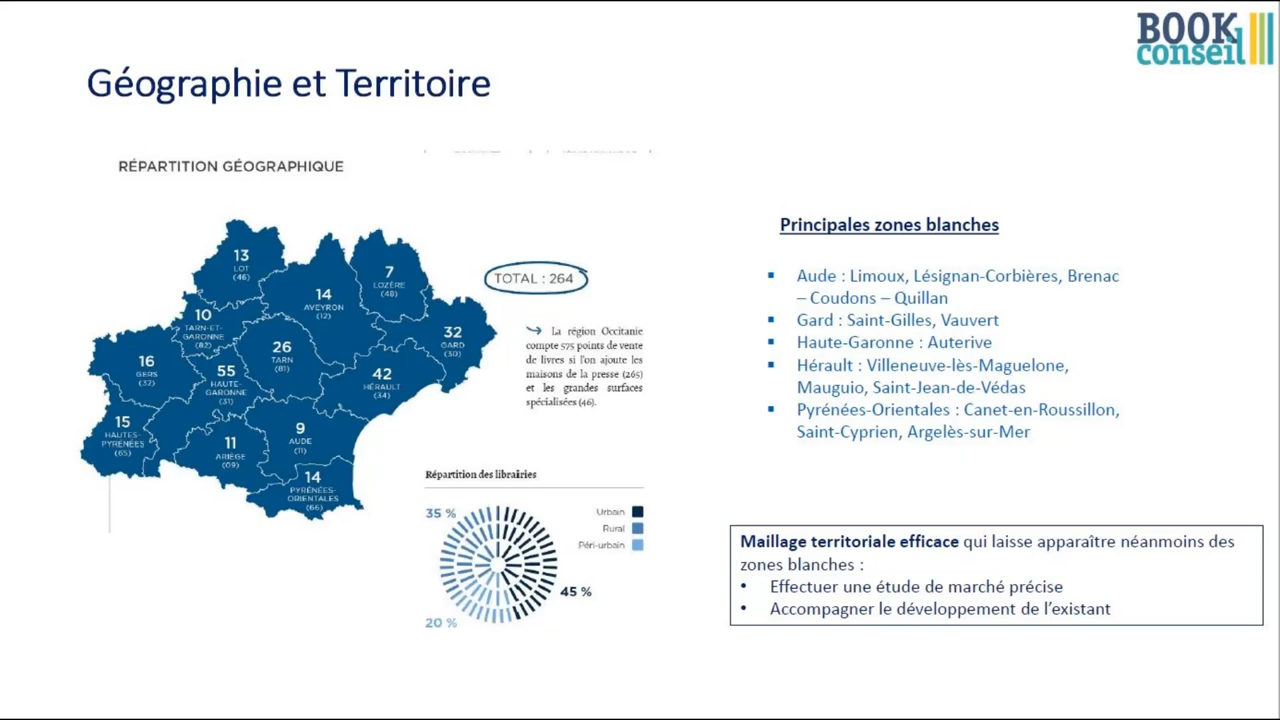 BOOK
conseil
Géographie et Territoire
RÉPARTITION GÉOGRAPHIQUE
13
LOT
(46)
7
LOZÈRE
(48)
14
AVEYRON
(12)
10
TARN-ET-
GARONNE
(82)
32
GARD
(30)
26
TARN
(81)
16
GERS
(32)
55
HAUTE-
GARONNE
(31)
42
HÉRAULT
(34)
15
HAUTES-
PYRÉNÉES
(65)
11
ARIÈGE
(09)
9
AUDE
(11)
14
PYRÉNÉES-
ORIENTALES
(66)
TOTAL : 264
La région Occitanie
compte 575 points de vente
de livres si l'on ajoute les
maisons de la presse (265)
et les grandes surfaces
spécialisées (46).
Répartition des librairies
35 %
45 %
20 %
Urbain
Rural
Péri-urbain
Principales zones blanches
▪ Aude : Limoux, Lésignan-Corbières, Brenac
– Coudons – Quillan
▪ Gard : Saint-Gilles, Vauvert
▪ Haute-Garonne : Auterive
▪ Hérault : Villeneuve-lès-Maguelone,
Mauguio, Saint-Jean-de-Védas
▪ Pyrénées-Orientales : Canet-en-Roussillon,
Saint-Cyprien, Argelès-sur-Mer
Maillage territoriale efficace qui laisse apparaître néanmoins des
zones blanches :
• Effectuer une étude de marché précise
• Accompagner le développement de l'existant